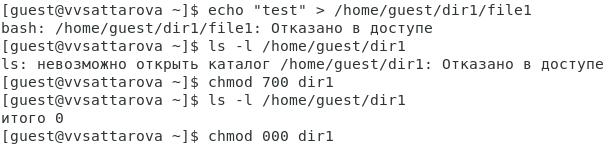 [guest@vvsattarova ~]$ echo "test" > /home/guest/dir1/file1
bash: /home/guest/dir1/file1: Отказано в доступе
[guest@vvsattarova ~]$ ls -l /home/guest/dir1
ls: невозможно открыть каталог /home/guest/dir1: Отказано в доступе
[guest@vvsattarova ~]$ chmod 700 dir1
[guest@vvsattarova ~]$ ls -l /home/guest/dir1
итого 0
[guest@vvsattarova ~]$ chmod 000 dir1